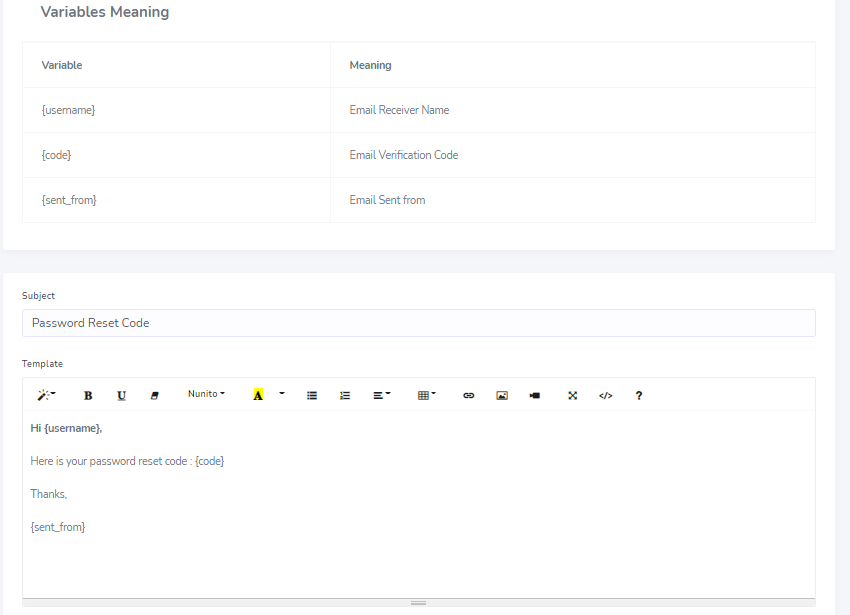 Variables Meaning
Variable Meaning
{username} Email Receiver Name
{code} Email Verification Code
{sent_from} Email Sent from
Subject
Password Reset Code
Template
B U Nunito A </> ?
Hi {username},
Here is your password reset code : {code}
Thanks,
{sent_from}